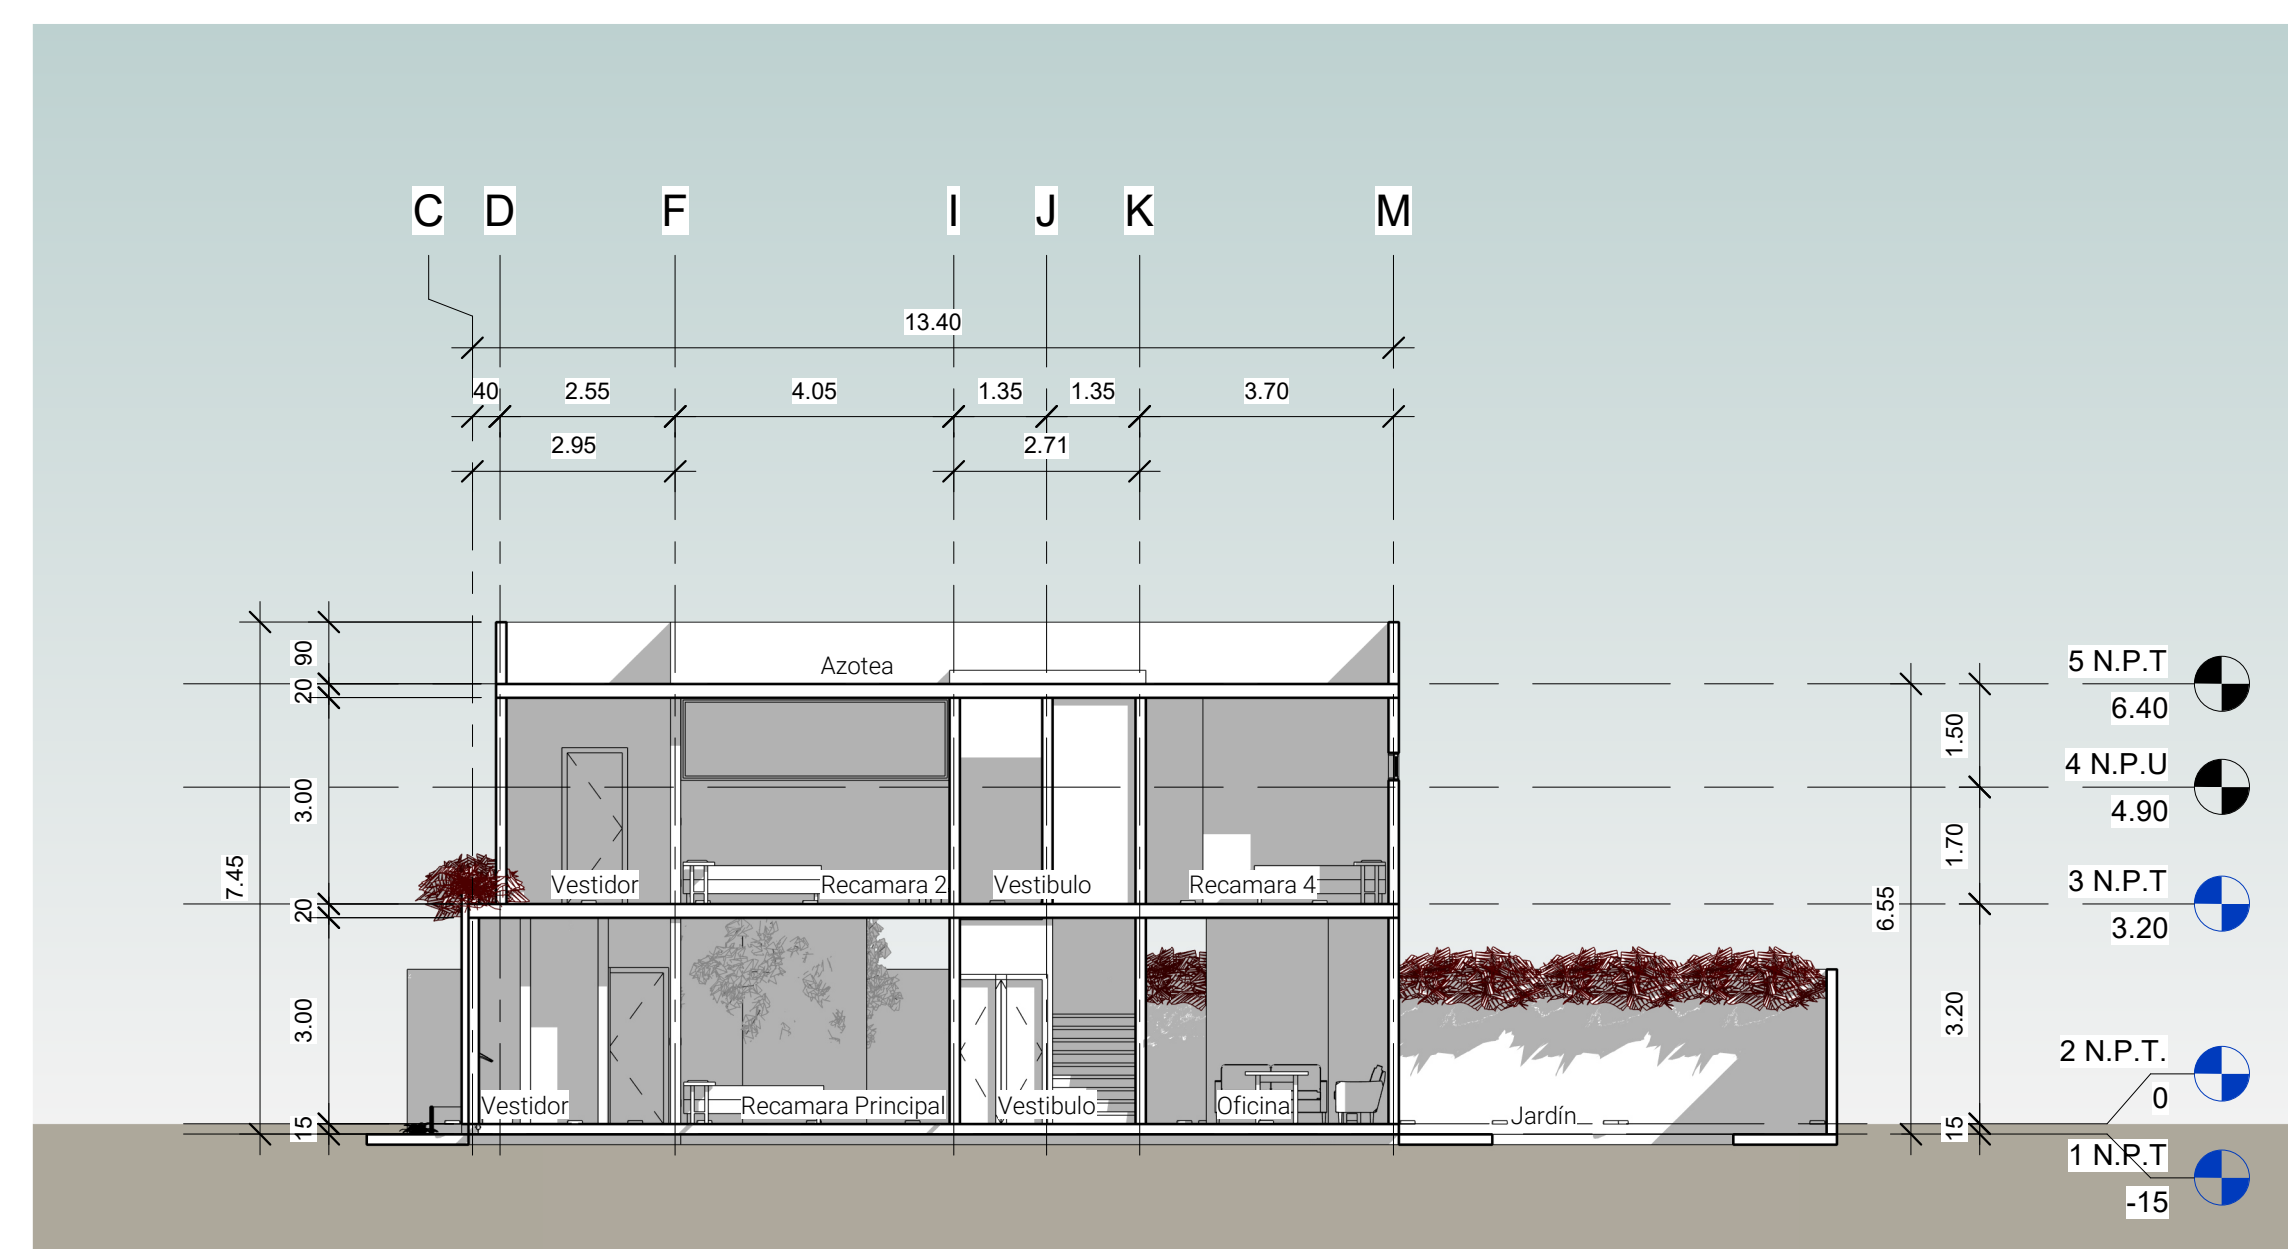 C D F I J K M
13.40
40 2.55 4.05 1.35 1.35 3.70
2.95 2.71
90
20
3.00
20
3.00
15
7.45
Azotea
Vestidor Recamara 2 Vestibulo Recamara 4
Vestidor Recamara Principal Vestibulo Oficina Jardín
1.50
1.70
3.20
15
6.55
5 N.P.T
6.40
4 N.P.U
4.90
3 N.P.T
3.20
2 N.P.T.
0
1 N.P.T
-15